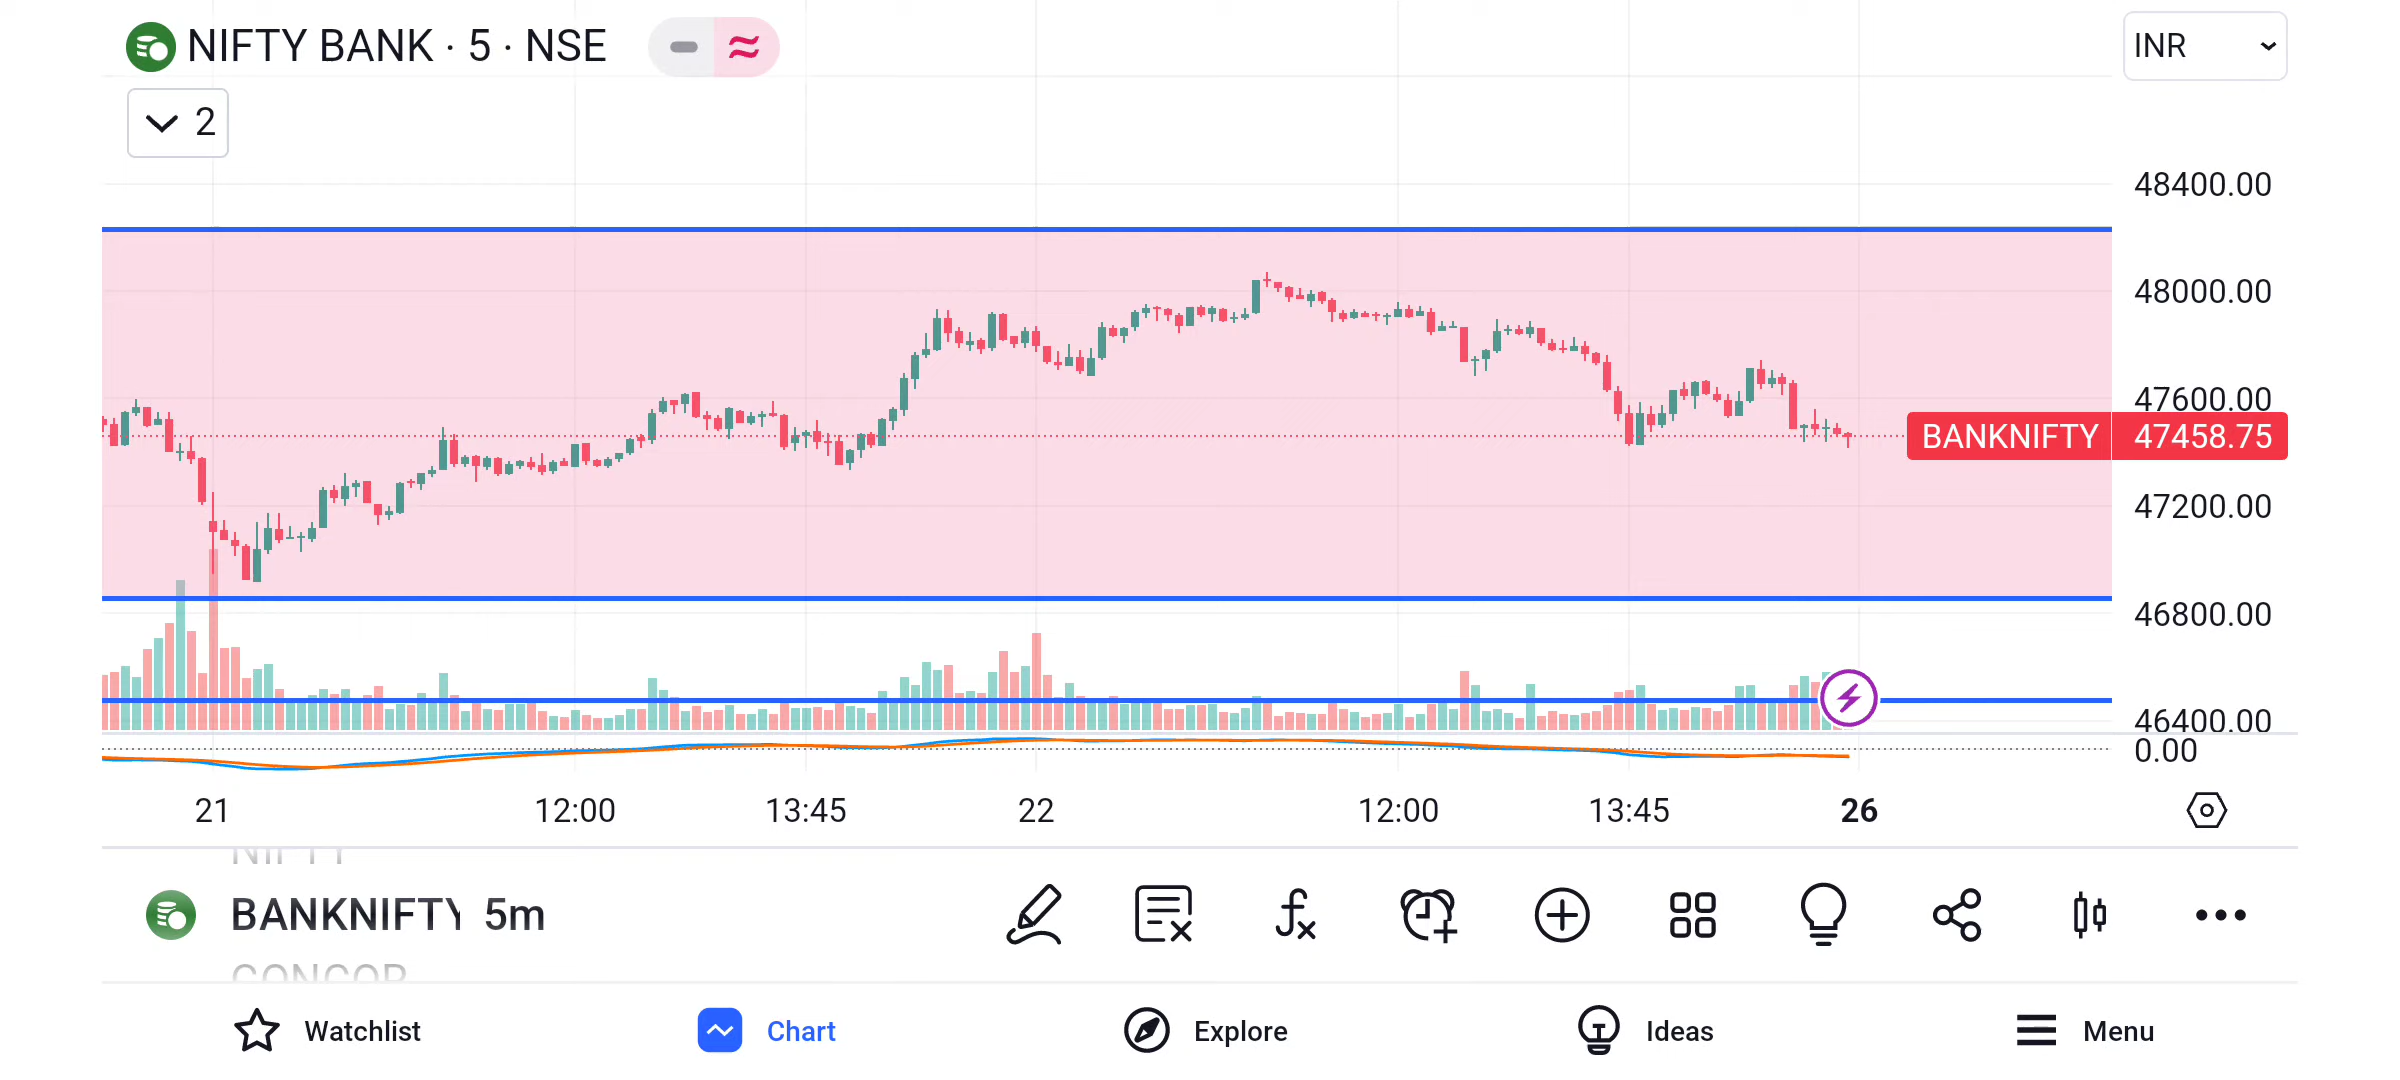 NIFTY BANK · 5 · NSE
INR
2
48400.00
48000.00
47600.00
BANKNIFTY 47458.75
47200.00
46800.00
46400.00
0.00
21 12:00 13:45 22 12:00 13:45 26
NIFTY
BANKNIFTY 5m
CONCOR
Watchlist Chart Explore Ideas Menu